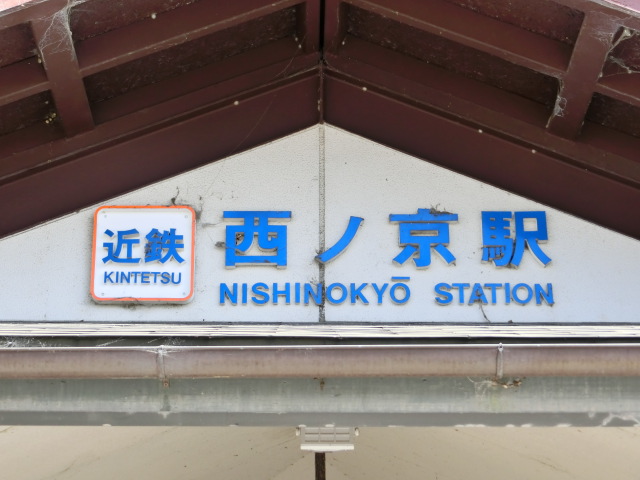 近鉄
KINTETSU
西ノ京駅
NISHINOKYŌ STATION